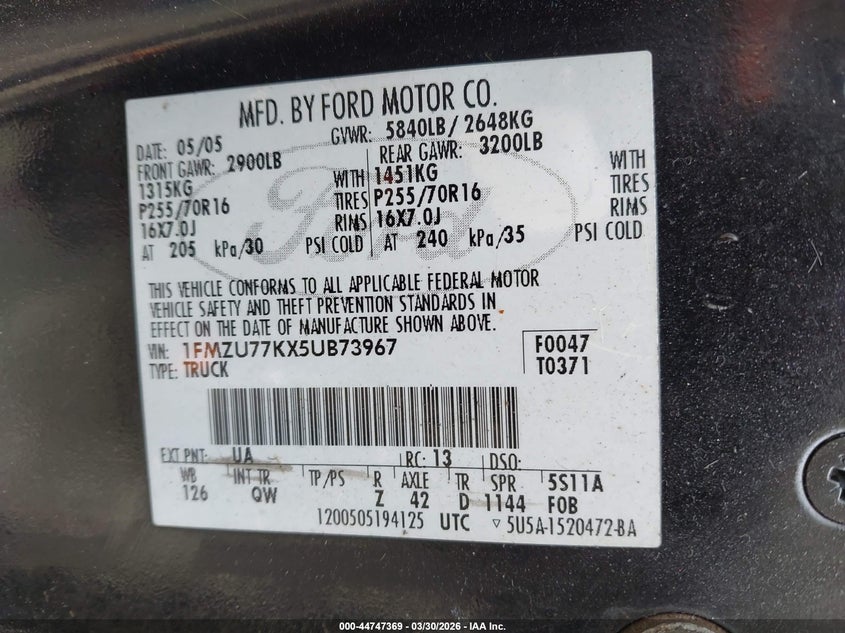 MFD. BY FORD MOTOR CO.
DATE: 05/05 GVWR: 5840LB/ 2648KG
FRONT GAWR: 2900LB REAR GAWR: 3200LB
1315KG WITH 1451KG WITH
P255/70R16 TIRES P255/70R16 TIRES
16X7.0J RIMS 16X7.0J RIMS
AT 205 kPa/30 PSI COLD AT 240 kPa/35 PSI COLD
Ford
THIS VEHICLE CONFORMS TO ALL APPLICABLE FEDERAL MOTOR
VEHICLE SAFETY AND THEFT PREVENTION STANDARDS IN
EFFECT ON THE DATE OF MANUFACTURE SHOWN ABOVE.
VIN: 1FMZU77KX5UB73967 F0047
TYPE: TRUCK T0371
EXT PNT: UA RC: 13 DSO:
WB INT TR TP/PS R AXLE TR SPR 5S11A
126 QW Z 42 D 1144 FOB
1200505194125 UTC ▽ 5U5A-1520472-BA
000-44747369 - 03/30/2026 - IAA Inc.